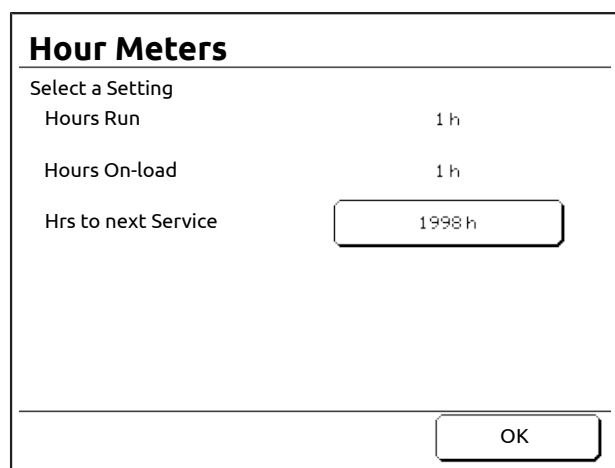 Hour Meters
Select a Setting
Hours Run 1 h
Hours On-load 1 h
Hrs to next Service 1998 h
OK